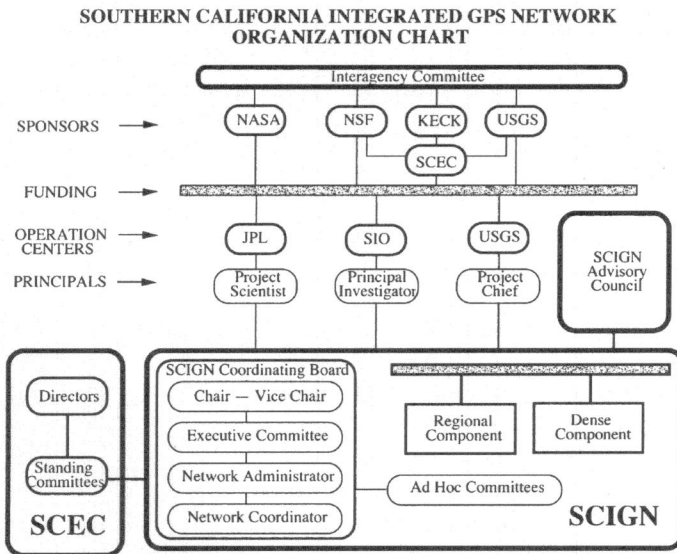 SOUTHERN CALIFORNIA INTEGRATED GPS NETWORK
ORGANIZATION CHART
Interagency Committee
SPONSORS
NASA
NSF
KECK
USGS
SCEC
FUNDING
OPERATION
CENTERS
JPL
SIO
USGS
SCIGN
Advisory
Council
PRINCIPALS
Project
Scientist
Principal
Investigator
Project
Chief
SCIGN Coordinating Board
Chair — Vice Chair
Executive Committee
Network Administrator
Network Coordinator
Directors
Standing
Committees
SCEC
Regional
Component
Dense
Component
Ad Hoc Committees
SCIGN